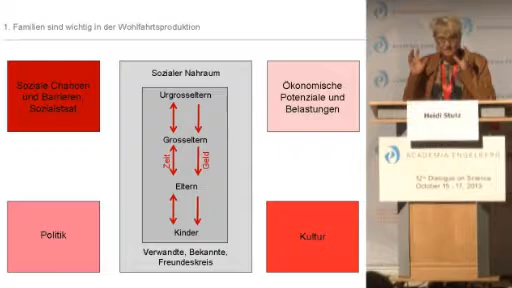 1. Familien sind wichtig in der Wohlfahrtsproduktion
Soziale Chancen
und Barrieren,
Sozialstaat
Sozialer Nahraum
Urgrosseltern
Grosseltern
Zeit
Geld
Eltern
Kinder
Verwandte, Bekannte,
Freundeskreis
Ökonomische
Potenziale und
Belastungen
Politik
Kultur
Heidi Stutz
ACADEMIA ENGELBERG
12th Dialogue on Science
October 15 - 17, 2013